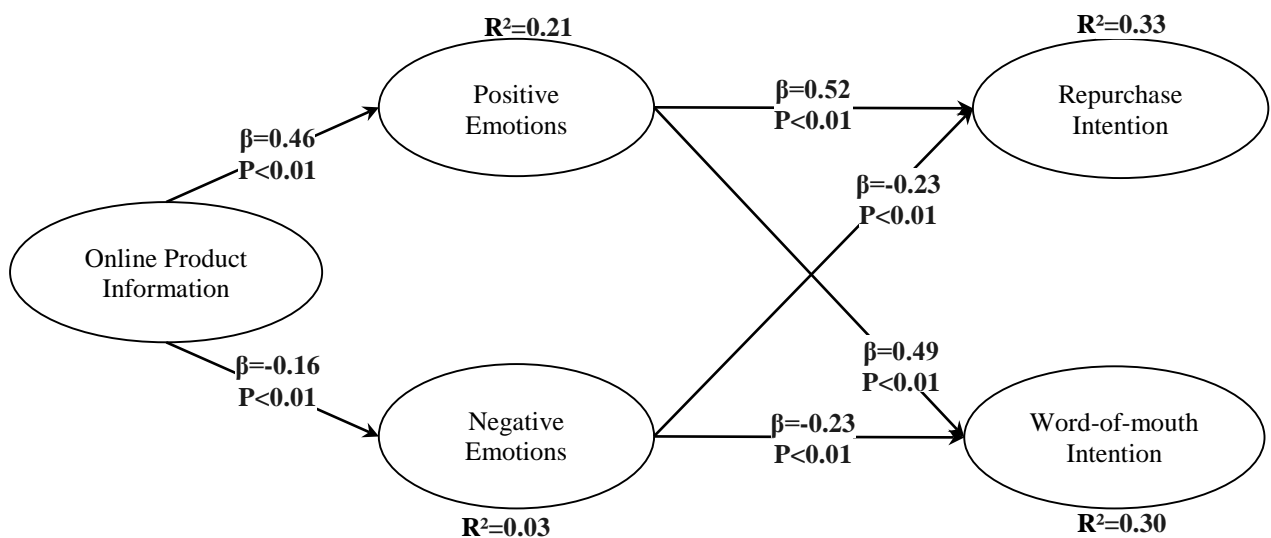 R²=0.21
R²=0.33
Positive
Emotions
β=0.52
P<0.01
Repurchase
Intention
β=0.46
P<0.01
β=-0.23
P<0.01
Online Product
Information
β=-0.16
P<0.01
β=0.49
P<0.01
Negative
Emotions
β=-0.23
P<0.01
Word-of-mouth
Intention
R²=0.03
R²=0.30